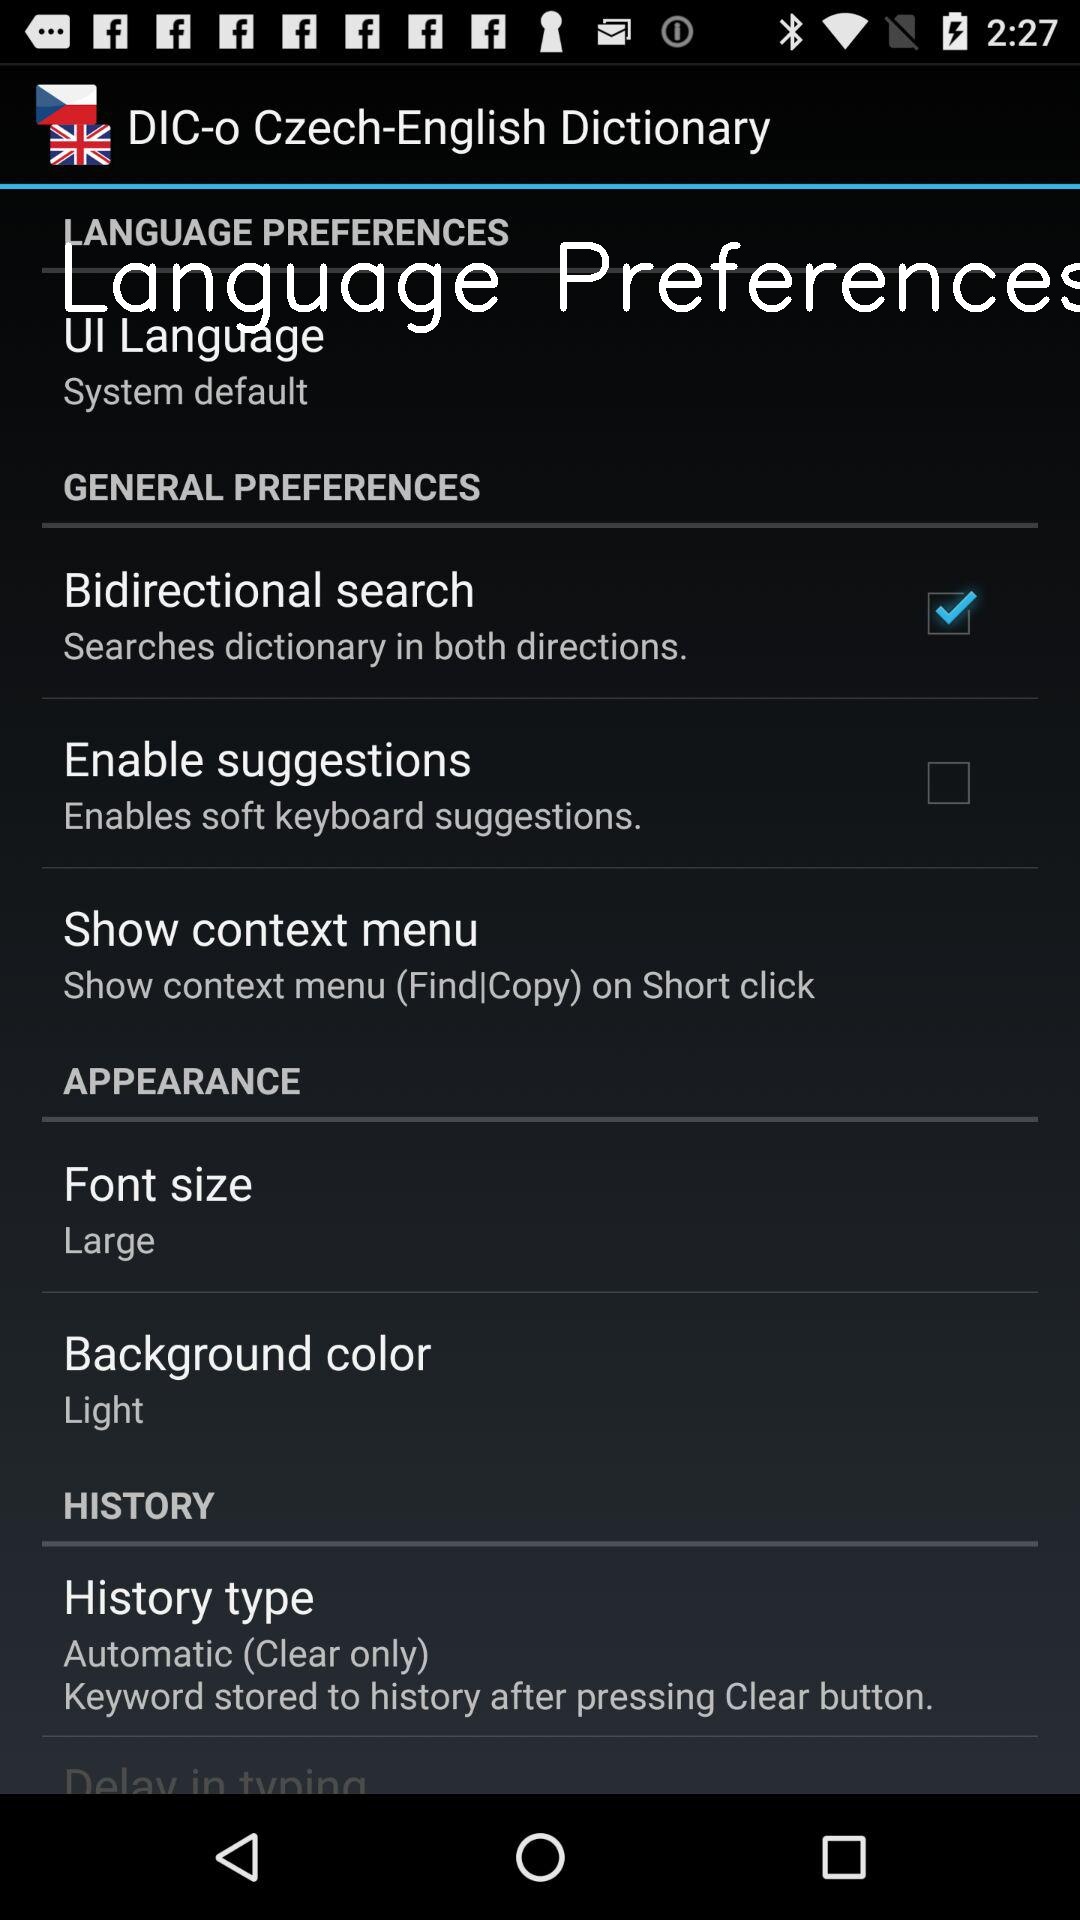 2:27
DIC-o Czech-English Dictionary
LANGUAGE PREFERENCES
Language Preferences
UI Language
System default
GENERAL PREFERENCES
Bidirectional search
Searches dictionary in both directions.
Enable suggestions
Enables soft keyboard suggestions.
Show context menu
Show context menu (Find|Copy) on Short click
APPEARANCE
Font size
Large
Background color
Light
HISTORY
History type
Automatic (Clear only)
Keyword stored to history after pressing Clear button.
Delay in typing